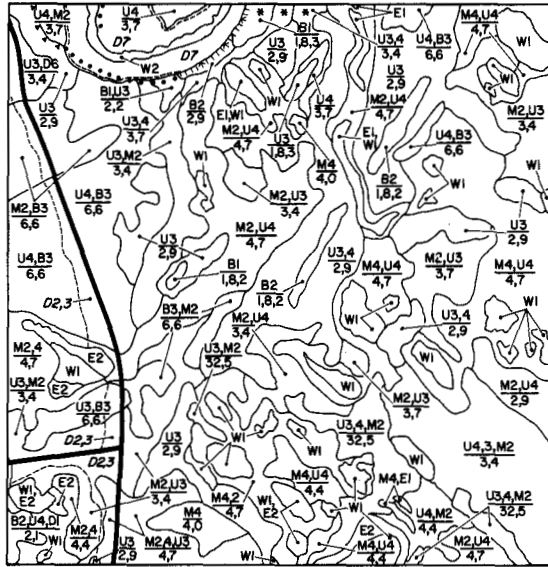 U4,M2
3,7
U4
3,7
D7
D7
W2
B1
1,8,3
E1
U3,4
3,4
U4,B3
6,6
M4,U4
4,7
W1
U3,D6
3,4
U3
2,9
B1,U3
2,2
U3,4
3,7
B2
2,9
U3
2,9
W1
E1,W1
U4
3,7
U3
2,9
M2,U4
4,7
W1
M2,U3
3,4
U3,M2
3,4
M2,U4
4,7
U3
1,8,3
E1,
W1
U4,B3
6,6
W1
M4
4,0
B2
1,8,2
W1
W1
M2,B3
6,6
U4,B3
6,6
M2,U3
3,4
U3
2,9
M2,U4
4,7
U4,B3
6,6
U3
2,9
B1
1,8,2
B2
1,8,2
U3,4
2,9
M4,U4
4,7
M2,U3
3,7
M4,U4
4,7
D2,3
B3,M2
6,6
W1
W1
M2,U4
3,4
U3,4
2,9
M2,4
4,7
E2
W1
U3,M2
32,5
W1
U3,M2
3,4
E2
W1
M2,U3
3,7
M2,U4
2,9
U3,B3
6,6
D2,3
U3
2,9
W1
U3,4,M2
32,5
D2,3
W1
W1
U4,3,M2
3,4
W1
E2
E2
M2,U3
3,4
M4,2
4,7
W1,
E2
M4,U4
4,4
M4,E1
W1
B2,U4,D1
2,1
M2,4
4,4
M4
4,0
W1
U4,M2
4,4
U3,4,M2
32,5
W1
E2
U3
2,9
M2,4,U3
4,7
W1
M4,U4
4,4
M2,U4
4,7